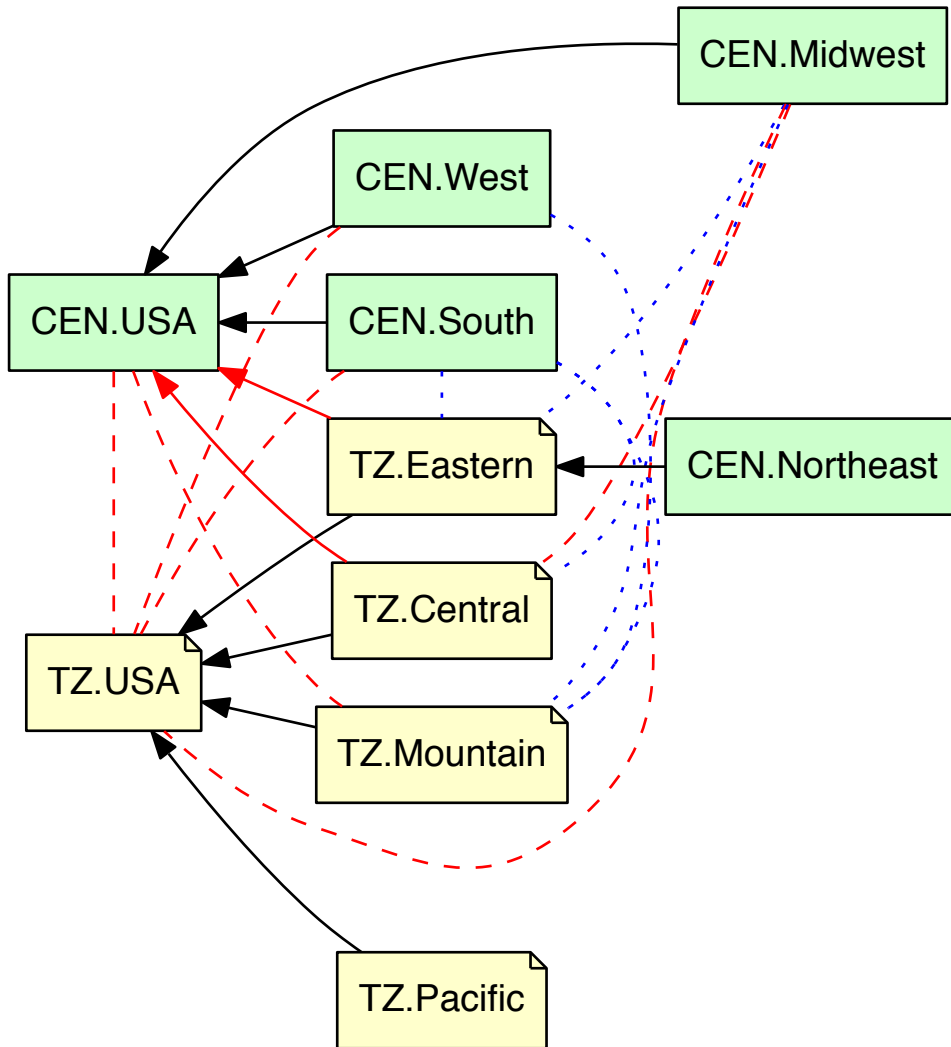 CEN.Midwest
CEN.West
CEN.USA
CEN.South
TZ.Eastern
CEN.Northeast
TZ.Central
TZ.USA
TZ.Mountain
TZ.Pacific